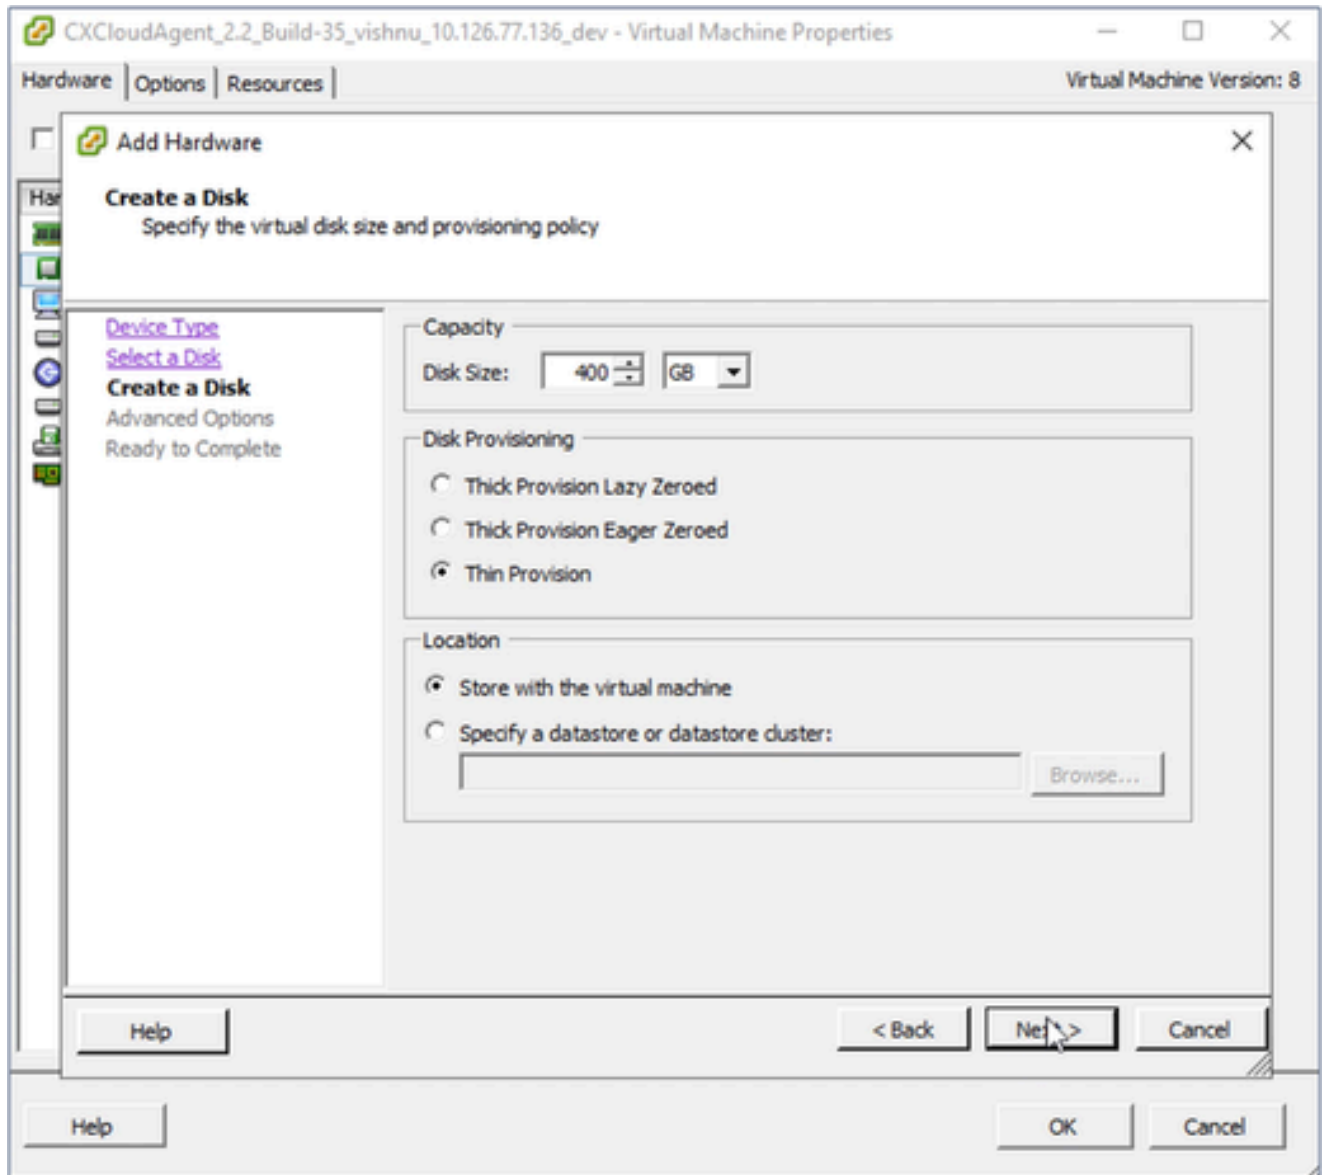 CXCloudAgent_2.2_Build-35_vishnu_10.126.77.136_dev - Virtual Machine Properties
Hardware Options Resources Virtual Machine Version: 8
Add Hardware
Har
Create a Disk
Specify the virtual disk size and provisioning policy
Device Type
Select a Disk
Create a Disk
Advanced Options
Ready to Complete
Capacity
Disk Size: 400 GB
Disk Provisioning
Thick Provision Lazy Zeroed
Thick Provision Eager Zeroed
Thin Provision
Location
Store with the virtual machine
Specify a datastore or datastore cluster:
Browse...
Help < Back Next > Cancel
Help OK Cancel